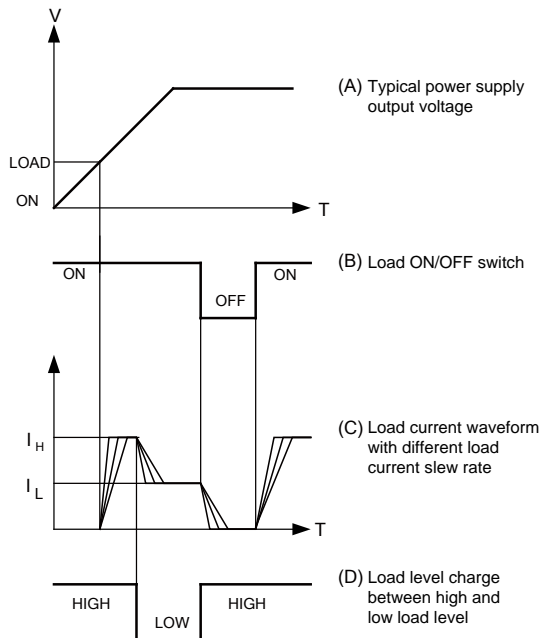 V
(A) Typical power supply
output voltage
LOAD
ON
T
(B) Load ON/OFF switch
ON
ON
OFF
(C) Load current waveform
with different load
current slew rate
I H
I L
T
(D) Load level charge
between high and
low load level
HIGH
LOW
HIGH